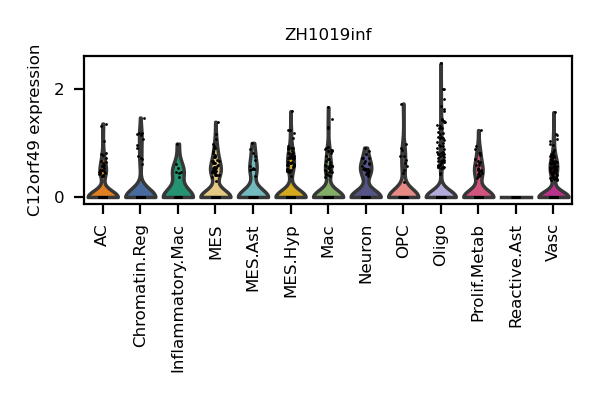 ZH1019inf
C12orf49 expression
2
0
AC
Chromatin.Reg
Inflammatory.Mac
MES
MES.Ast
MES.Hyp
Mac
Neuron
OPC
Oligo
Prolif.Metab
Reactive.Ast
Vasc